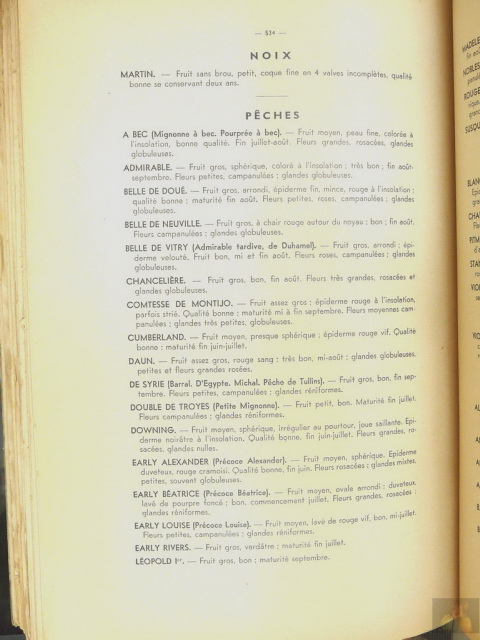 — 534 —
NOIX
MARTIN. — Fruit sans brou, petit, coque fine en 4 valves incomplètes, qualité
bonne se conservant deux ans.
PÊCHES
A BEC (Mignonne à bec. Pourprée à bec). — Fruit moyen, peau fine, colorée à
l'insolation, bonne qualité. Fin juillet-août. Fleurs grandes, rosacées, glandes
globuleuses.
ADMIRABLE. — Fruit gros, sphérique, coloré à l'insolation ; très bon ; fin août-
septembre. Fleurs petites, campanulées ; glandes globuleuses.
BELLE DE DOUÉ. — Fruit gros, arrondi, épiderme fin, mince, rouge à l'insolation ;
qualité bonne ; maturité fin août. Fleurs petites, roses, campanulées ; glandes
globuleuses.
BELLE DE NEUVILLE. — Fruit gros, à chair rouge autour du noyau ; bon ; fin août.
Fleurs campanulées ; glandes globuleuses.
BELLE DE VITRY (Admirable tardive, de Duhamel). — Fruit gros, arrondi ; épi-
derme velouté. Fruit bon, mi et fin août. Fleurs roses, campanulées ; glandes
globuleuses.
CHANCELIÈRE. — Fruit gros, bon, fin août. Fleurs très grandes, rosacées et
glandes globuleuses.
COMTESSE DE MONTIJO. — Fruit assez gros ; épiderme rouge à l'insolation,
parfois strié. Qualité bonne ; maturité mi à fin septembre. Fleurs moyennes cam-
panulées ; glandes très petites, globuleuses.
CUMBERLAND. — Fruit moyen, presque sphérique ; épiderme rouge vif. Qualité
bonne ; maturité fin juin-juillet.
DAUN. — Fruit assez gros, rouge sang ; très bon, mi-août ; glandes globuleuses,
petites et fleurs grandes rosées.
DE SYRIE (Barral. D'Egypte. Michal. Pêche de Tullins). — Fruit gros, bon, fin sep-
tembre. Fleurs petites, campanulées ; glandes réniformes.
DOUBLE DE TROYES (Petite Mignonne). — Fruit petit, bon. Maturité fin juillet.
Fleurs campanulées ; glandes réniformes.
DOWNING. — Fruit moyen, sphérique, irrégulier au pourtour, joue saillante. Epi-
derme noirâtre à l'insolation. Qualité bonne, fin juin-juillet. Fleurs grandes, ro-
sacées, glandes nulles.
EARLY ALEXANDER (Précoce Alexander). — Fruit moyen, sphérique. Epiderme
duveteux, rouge cramoisi. Qualité bonne, fin juin. Fleurs rosacées ; glandes mixtes,
petites, souvent globuleuses.
EARLY BÉATRICE (Précoce Béatrice). — Fruit moyen, ovale arrondi ; duveteux,
lavé de pourpre foncé ; bon, commencement juillet. Fleurs grandes, rosacées ;
glandes réniformes.
EARLY LOUISE (Précoce Louise). — Fruit moyen, lavé de rouge vif, bon, mi-juillet.
Fleurs petites, campanulées ; glandes réniformes.
EARLY RIVERS. — Fruit gros, verdâtre ; maturité fin juillet.
LÉOPOLD Iᵉʳ. — Fruit gros, bon ; maturité septembre.